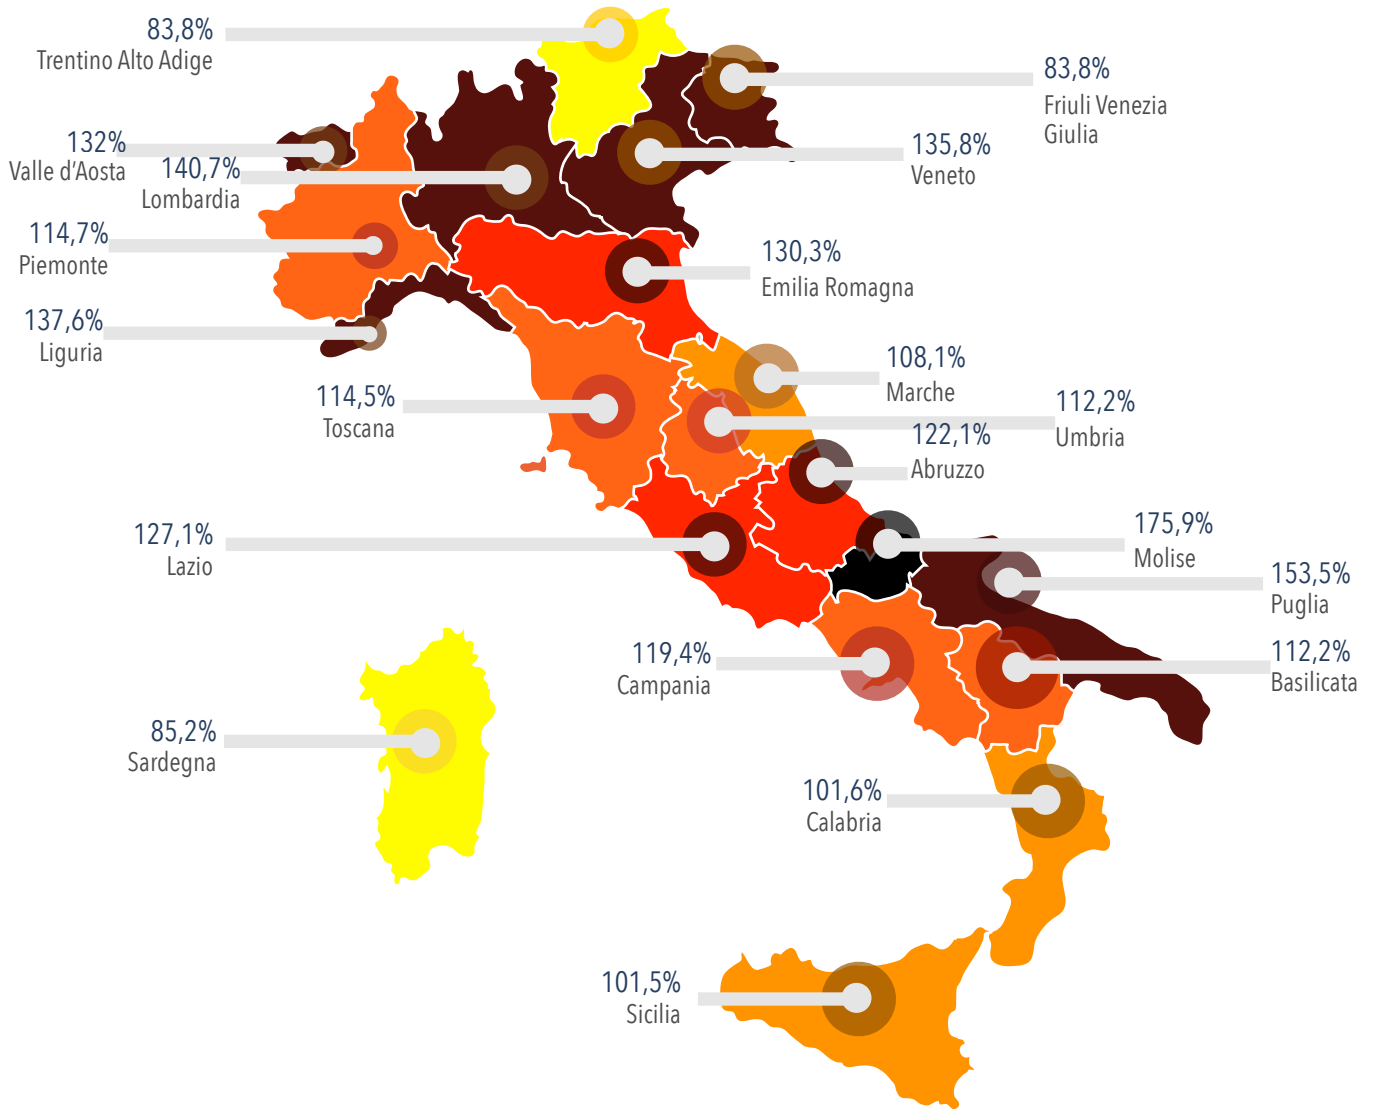 83,8%
Trentino Alto Adige
83,8%
Friuli Venezia
Giulia
132%
Valle d'Aosta
140,7%
Lombardia
135,8%
Veneto
114,7%
Piemonte
130,3%
Emilia Romagna
137,6%
Liguria
108,1%
Marche
114,5%
Toscana
112,2%
Umbria
122,1%
Abruzzo
127,1%
Lazio
175,9%
Molise
153,5%
Puglia
119,4%
Campania
112,2%
Basilicata
85,2%
Sardegna
101,6%
Calabria
101,5%
Sicilia